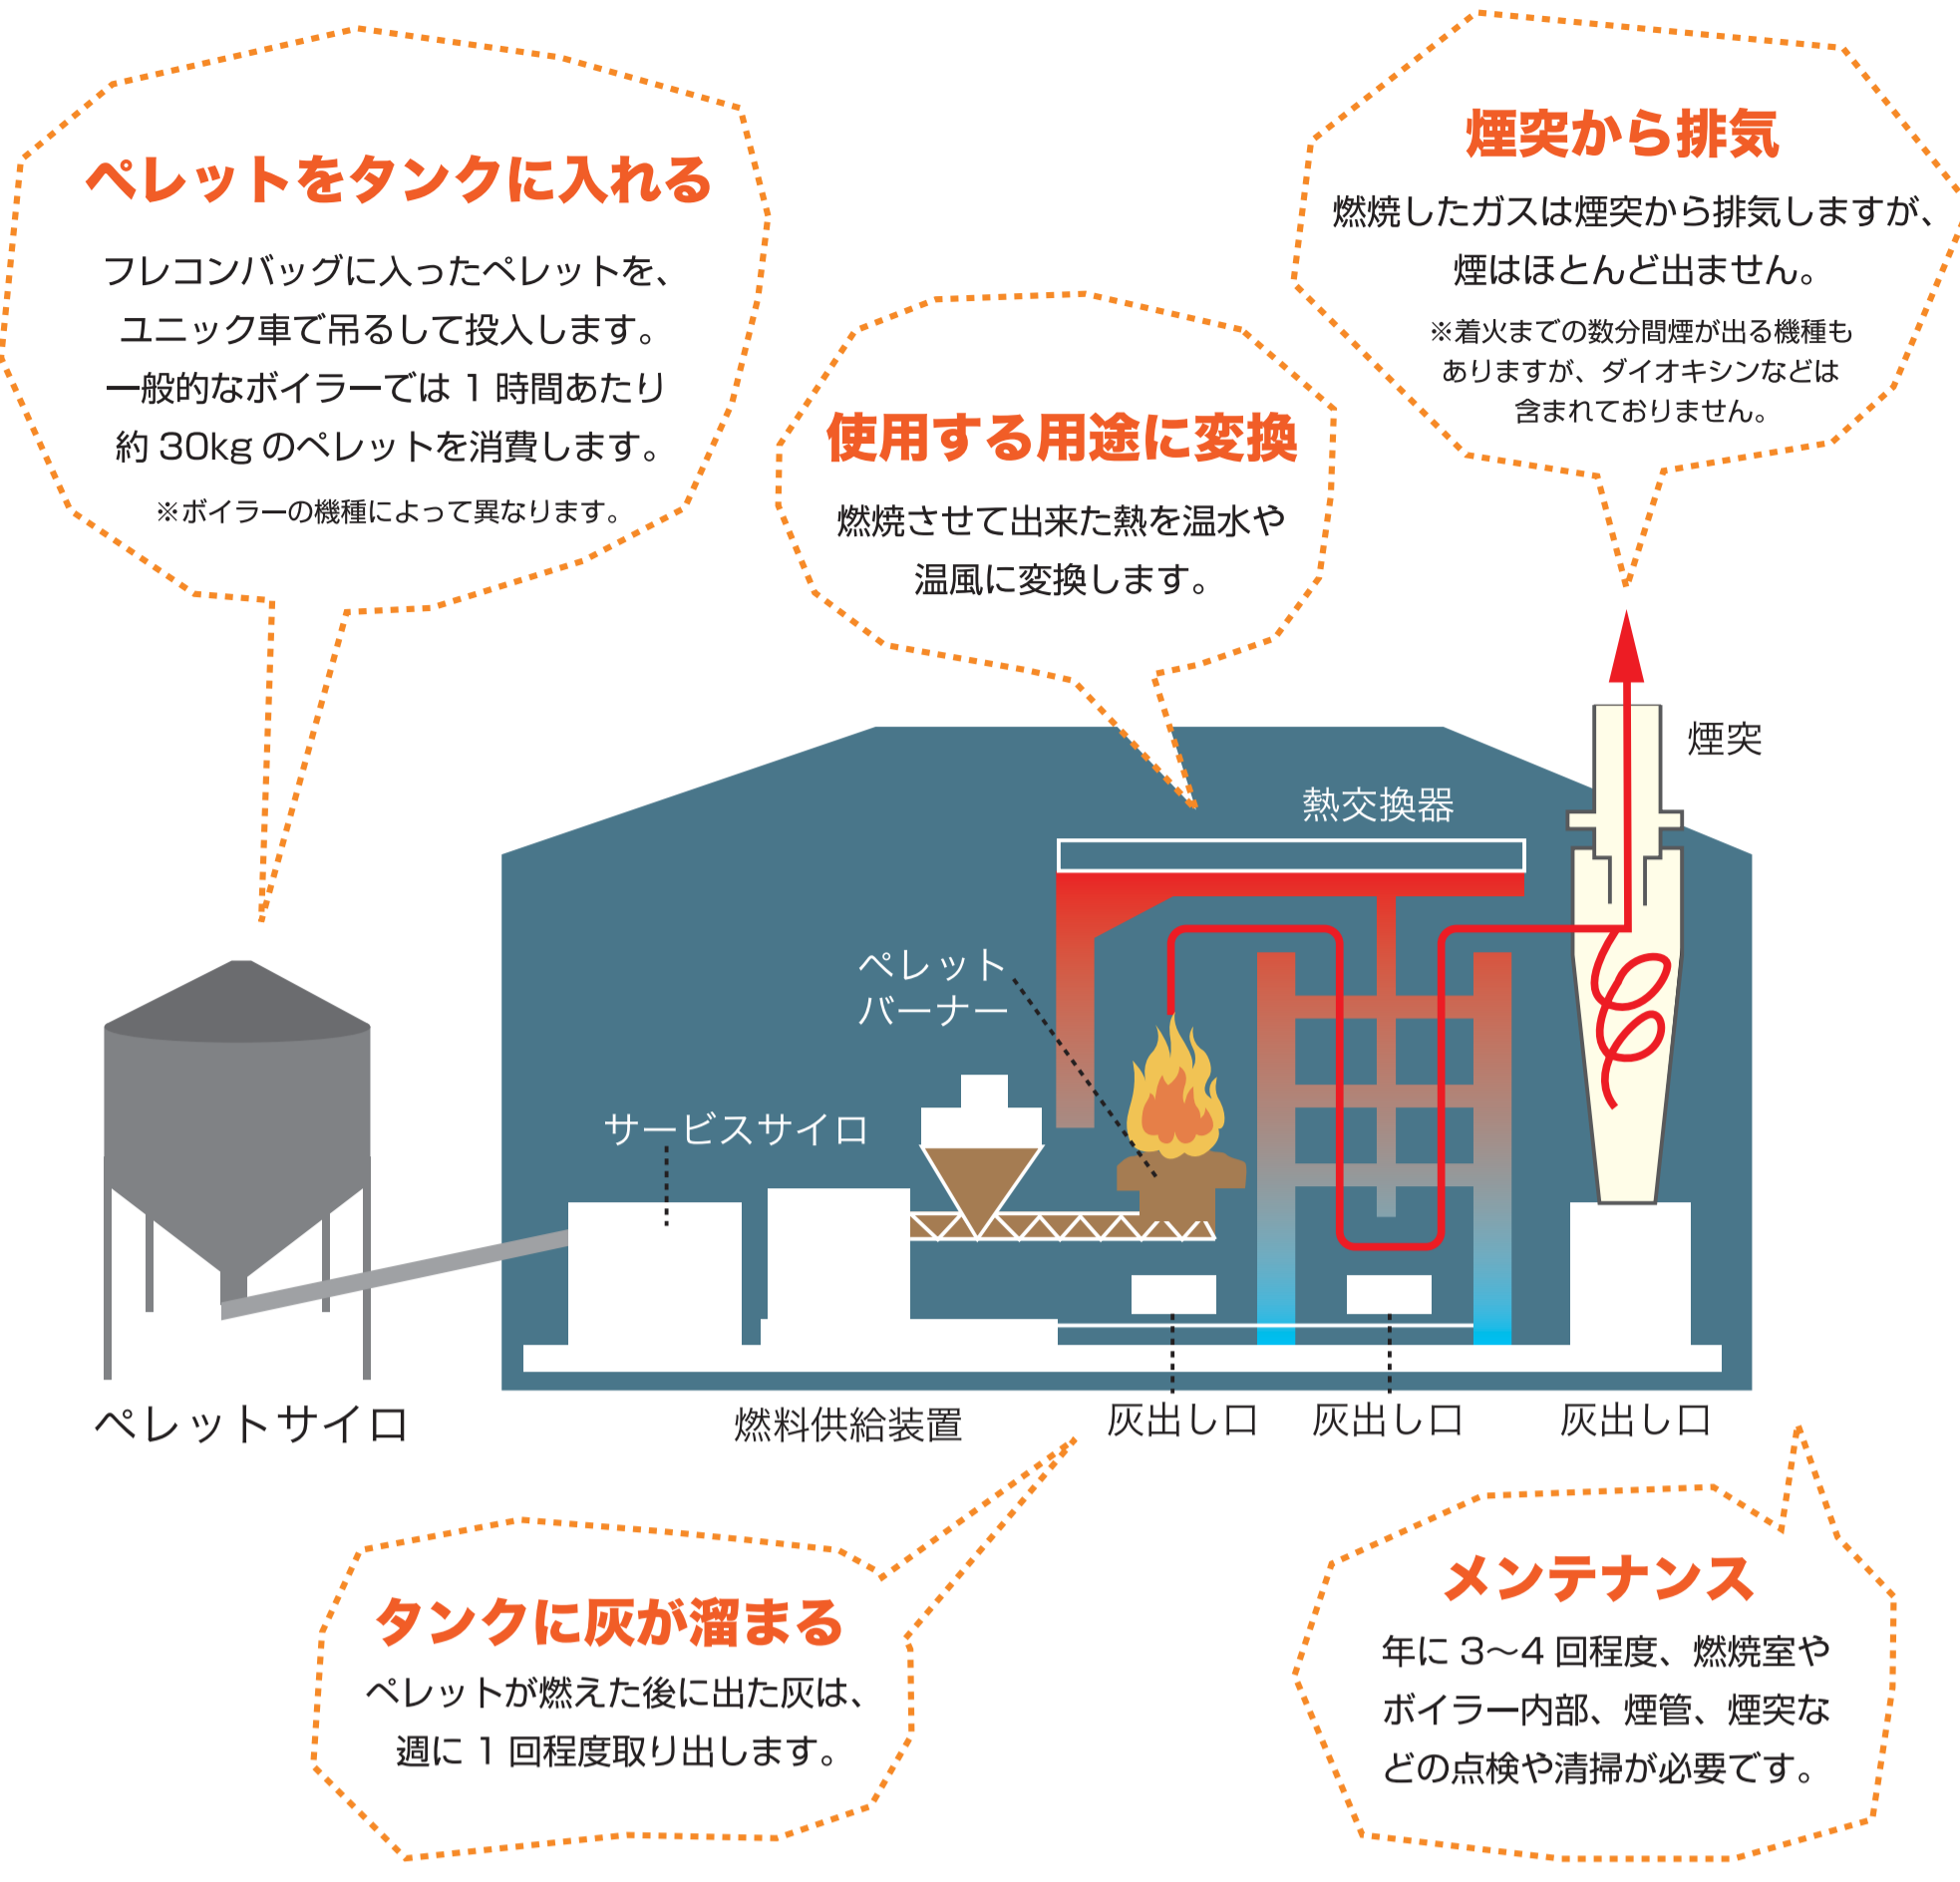 ペレットをタンクに入れる
フレコンバッグに入ったペレットを、
ユニック車で吊るして投入します。
一般的なボイラーでは 1 時間あたり
約 30kg のペレットを消費します。
※ボイラーの機種によって異なります。
使用する用途に変換
燃焼させて出来た熱を温水や
温風に変換します。
煙突から排気
燃焼したガスは煙突から排気しますが、
煙はほとんど出ません。
※着火までの数分間煙が出る機種も
ありますが、ダイオキシンなどは
含まれておりません。
煙突
熱交換器
ペレット
バーナー
サービスサイロ
ペレットサイロ
燃料供給装置
灰出し口
灰出し口
灰出し口
タンクに灰が溜まる
ペレットが燃えた後に出た灰は、
週に 1 回程度取り出します。
メンテナンス
年に 3〜4 回程度、燃焼室や
ボイラー内部、煙管、煙突な
どの点検や清掃が必要です。